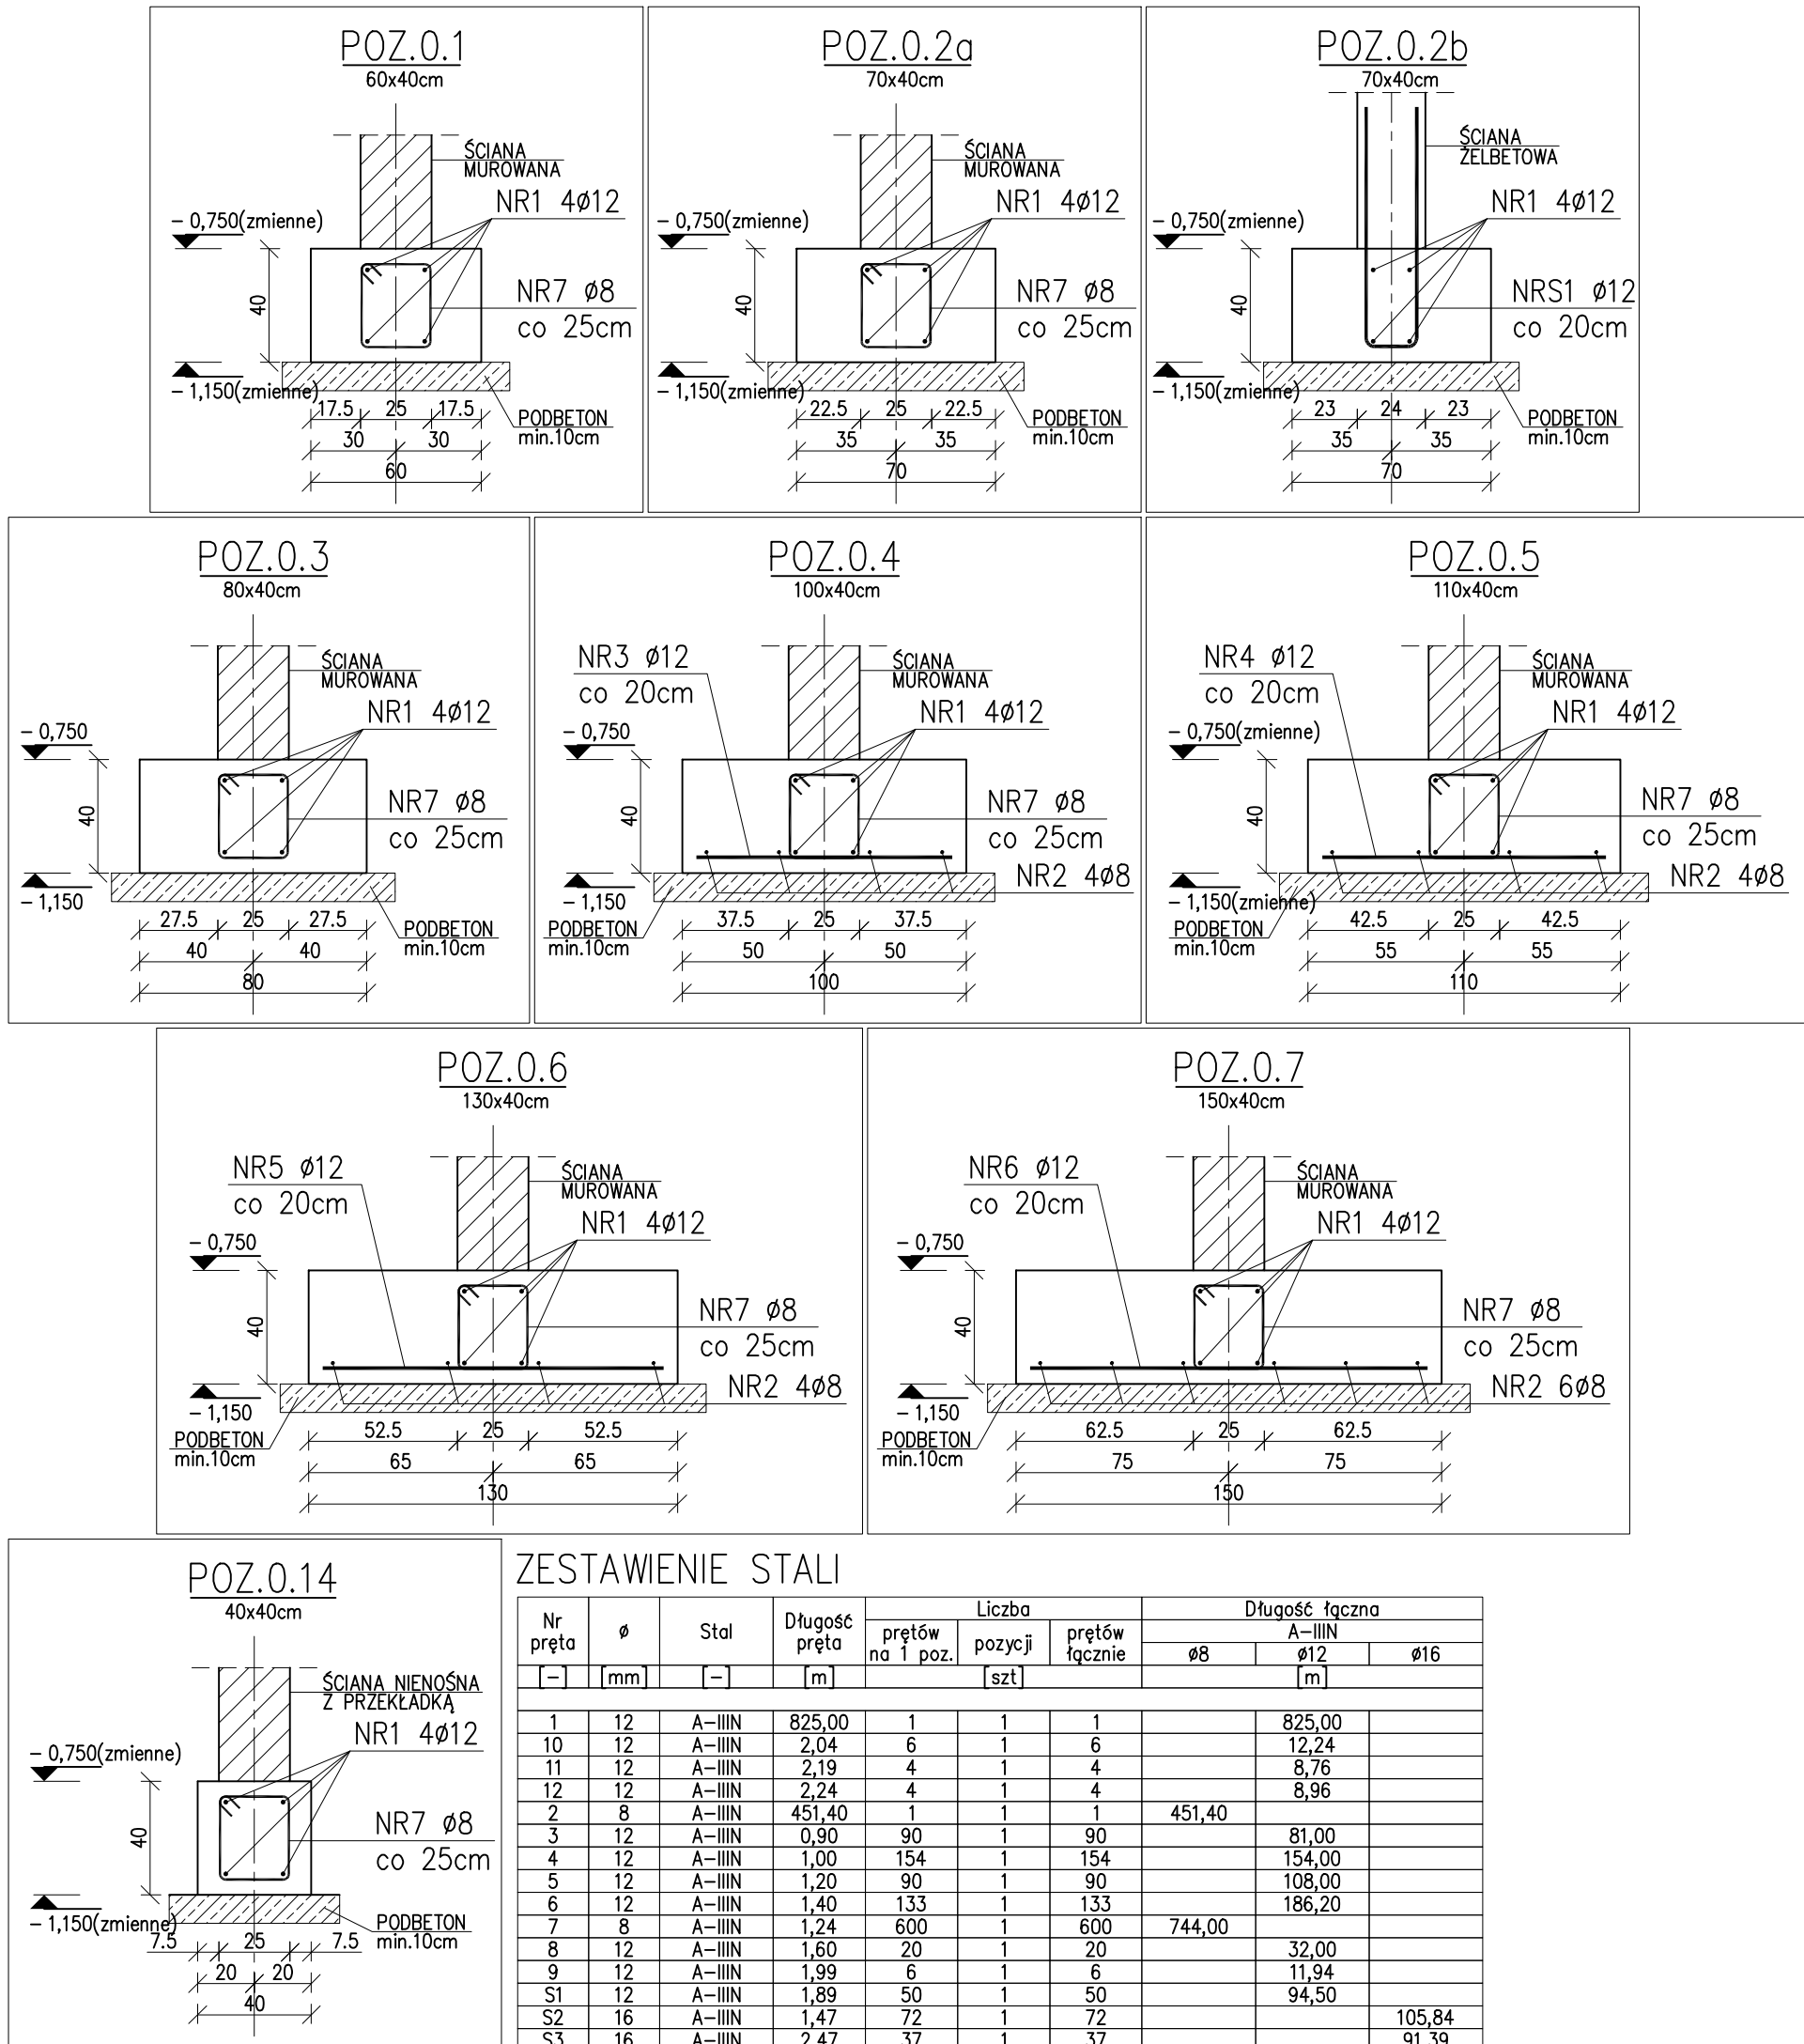 POZ.0.1
60x40cm
ŚCIANA
MUROWANA
NR1 4ø12
- 0,750(zmienne)
40
NR7 ø8
co 25cm
- 1,150(zmienne)
17.5 25 17.5
PODBETON
min.10cm
30 30
60
POZ.0.2a
70x40cm
ŚCIANA
MUROWANA
NR1 4ø12
- 0,750(zmienne)
40
NR7 ø8
co 25cm
- 1,150(zmienne)
22.5 25 22.5
PODBETON
min.10cm
35 35
70
POZ.0.2b
70x40cm
ŚCIANA
ŻELBETOWA
NR1 4ø12
- 0,750(zmienne)
40
NRS1 ø12
co 20cm
- 1,150(zmienne)
23 24 23
PODBETON
min.10cm
35 35
70
POZ.0.3
80x40cm
ŚCIANA
MUROWANA
NR1 4ø12
- 0,750
40
NR7 ø8
co 25cm
- 1,150
27.5 25 27.5
PODBETON
min.10cm
40 40
80
POZ.0.4
100x40cm
NR3 ø12
co 20cm
ŚCIANA
MUROWANA
NR1 4ø12
- 0,750
40
NR7 ø8
co 25cm
NR2 4ø8
- 1,150
PODBETON
min.10cm
37.5 25 37.5
50 50
100
POZ.0.5
110x40cm
NR4 ø12
co 20cm
ŚCIANA
MUROWANA
NR1 4ø12
- 0,750(zmienne)
40
NR7 ø8
co 25cm
NR2 4ø8
- 1,150(zmienne)
PODBETON
min.10cm
42.5 25 42.5
55 55
110
POZ.0.6
130x40cm
NR5 ø12
co 20cm
ŚCIANA
MUROWANA
NR1 4ø12
- 0,750
40
NR7 ø8
co 25cm
NR2 4ø8
- 1,150
PODBETON
min.10cm
52.5 25 52.5
65 65
130
POZ.0.7
150x40cm
NR6 ø12
co 20cm
ŚCIANA
MUROWANA
NR1 4ø12
- 0,750
40
NR7 ø8
co 25cm
NR2 6ø8
- 1,150
PODBETON
min.10cm
62.5 25 62.5
75 75
150
POZ.0.14
40x40cm
ŚCIANA NIENOŚNA
Z PRZEKŁADKĄ
NR1 4ø12
- 0,750(zmienne)
40
NR7 ø8
co 25cm
- 1,150(zmienne)
PODBETON
min.10cm
7.5 25 7.5
20 20
40
ZESTAWIENIE STALI
Nr pręta ø Stal Długość pręta Liczba Długość łączna
prętów na 1 poz. pozycji prętów łącznie A-IIIN
ø8 ø12 ø16
[-] [mm] [-] [m] [szt] [m]
1 12 A-IIIN 825,00 1 1 1 825,00
10 12 A-IIIN 2,04 6 1 6 12,24
11 12 A-IIIN 2,19 4 1 4 8,76
12 12 A-IIIN 2,24 4 1 4 8,96
2 8 A-IIIN 451,40 1 1 1 451,40
3 12 A-IIIN 0,90 90 1 90 81,00
4 12 A-IIIN 1,00 154 1 154 154,00
5 12 A-IIIN 1,20 90 1 90 108,00
6 12 A-IIIN 1,40 133 1 133 186,20
7 8 A-IIIN 1,24 600 1 600 744,00
8 12 A-IIIN 1,60 20 1 20 32,00
9 12 A-IIIN 1,99 6 1 6 11,94
S1 12 A-IIIN 1,89 50 1 50 94,50
S2 16 A-IIIN 1,47 72 1 72 105,84
S3 16 A-IIIN 2,47 37 1 37 91,39